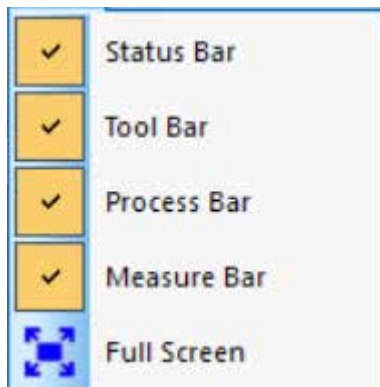 Status Bar
Tool Bar
Process Bar
Measure Bar
Full Screen